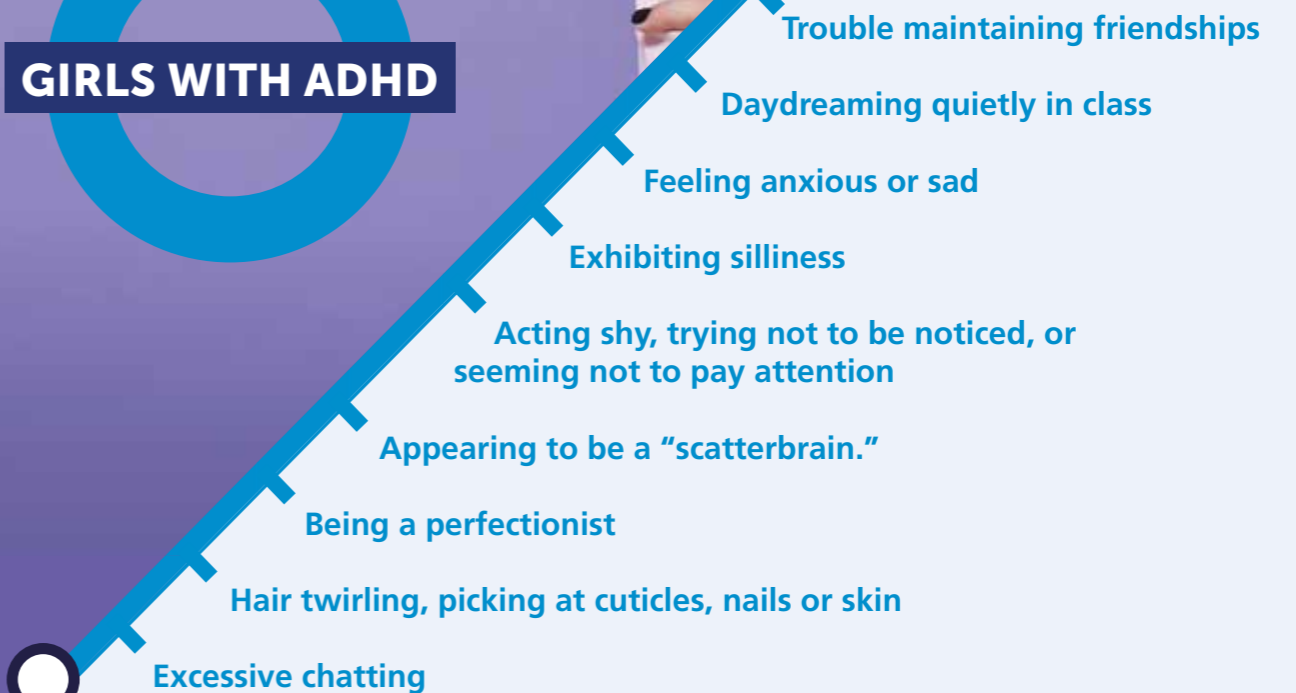 GIRLS WITH ADHD
Trouble maintaining friendships
Daydreaming quietly in class
Feeling anxious or sad
Exhibiting silliness
Acting shy, trying not to be noticed, or
seeming not to pay attention
Appearing to be a “scatterbrain.”
Being a perfectionist
Hair twirling, picking at cuticles, nails or skin
Excessive chatting